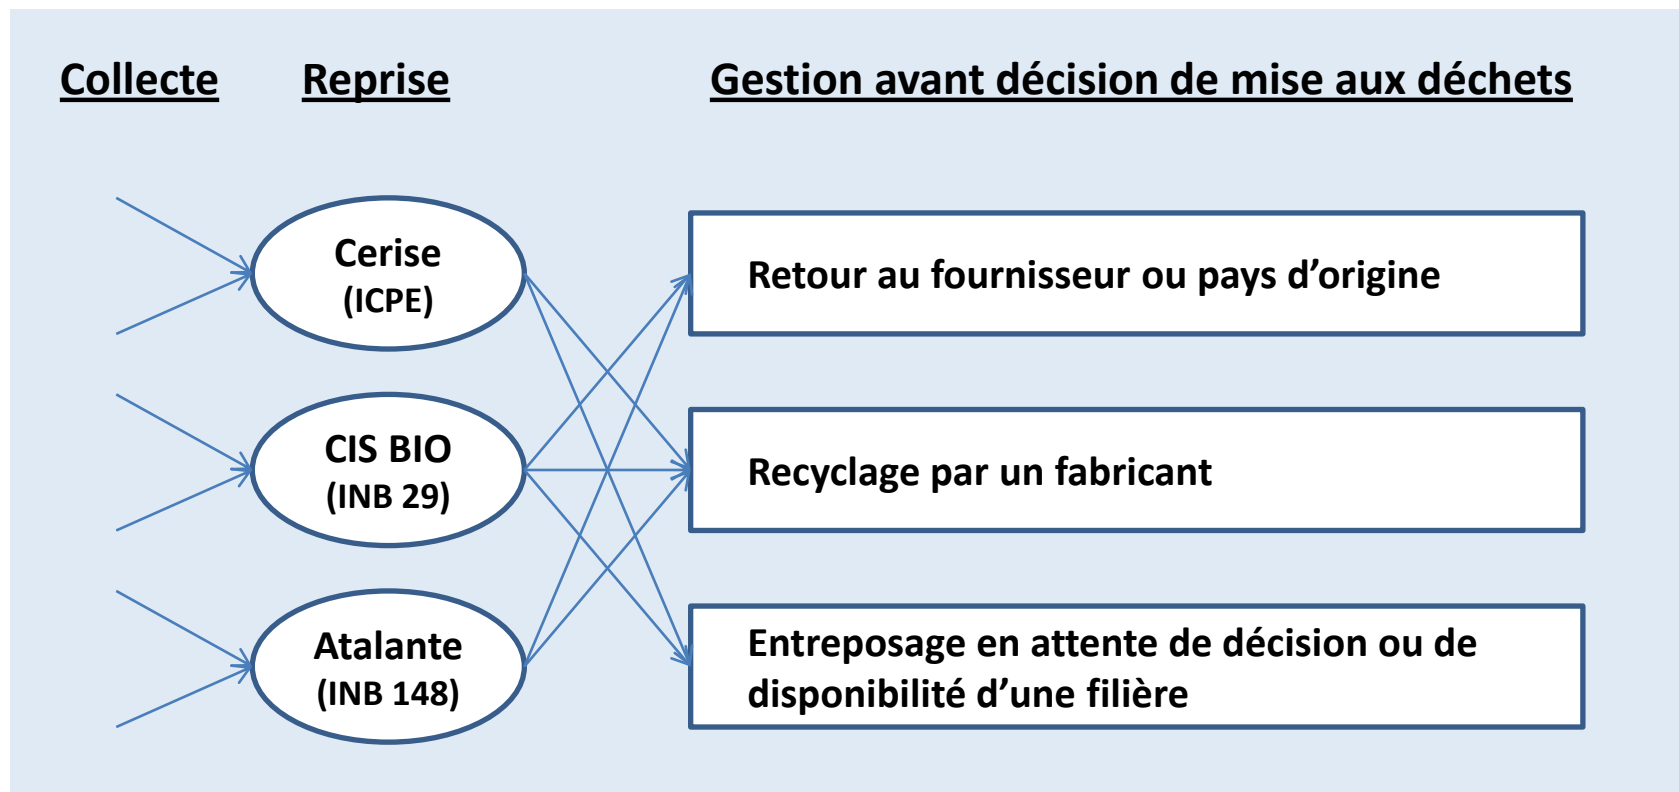 Collecte
Reprise
Gestion avant décision de mise aux déchets
Cerise
(ICPE)
Retour au fournisseur ou pays d’origine
CIS BIO
(INB 29)
Recyclage par un fabricant
Atalante
(INB 148)
Entreposage en attente de décision ou de
disponibilité d’une filière